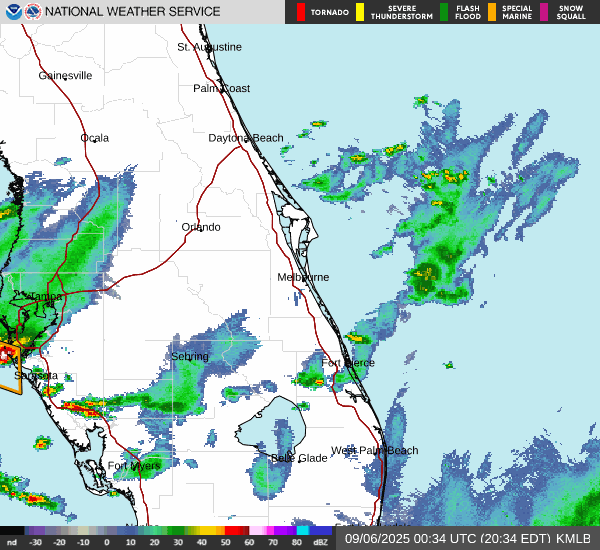 NATIONAL WEATHER SERVICE
TORNADO
SEVERE THUNDERSTORM
FLASH FLOOD
SPECIAL MARINE
SNOW SQUALL
St. Augustine
Gainesville
Palm Coast
Ocala
Daytona Beach
Orlando
Melbourne
Tampa
Sebring
Fort Pierce
Sarasota
West Palm Beach
Belle Glade
Fort Myers
nd -30 -20 -10 0 10 20 30 40 50 60 70 80 dBZ
09/06/2025 00:34 UTC (20:34 EDT) KMLB